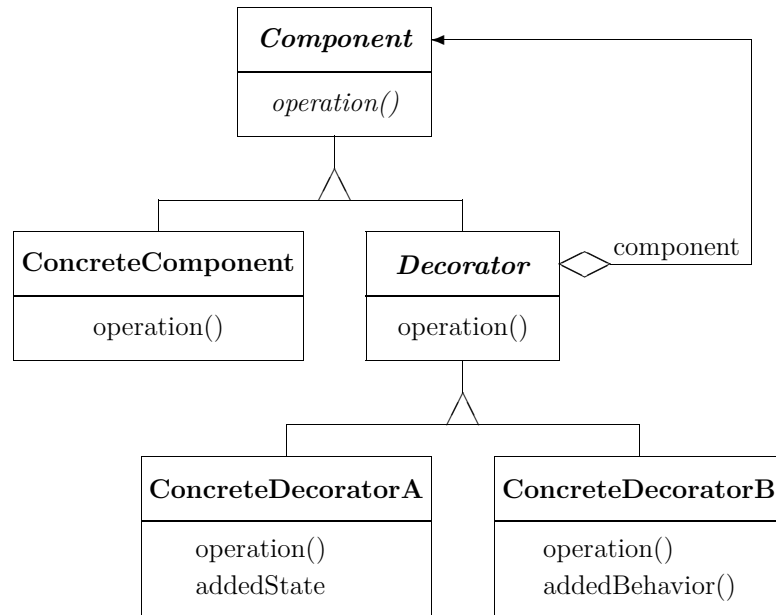 Component
operation()
ConcreteComponent
operation()
Decorator
operation()
component
ConcreteDecoratorA
operation()
addedState
ConcreteDecoratorB
operation()
addedBehavior()